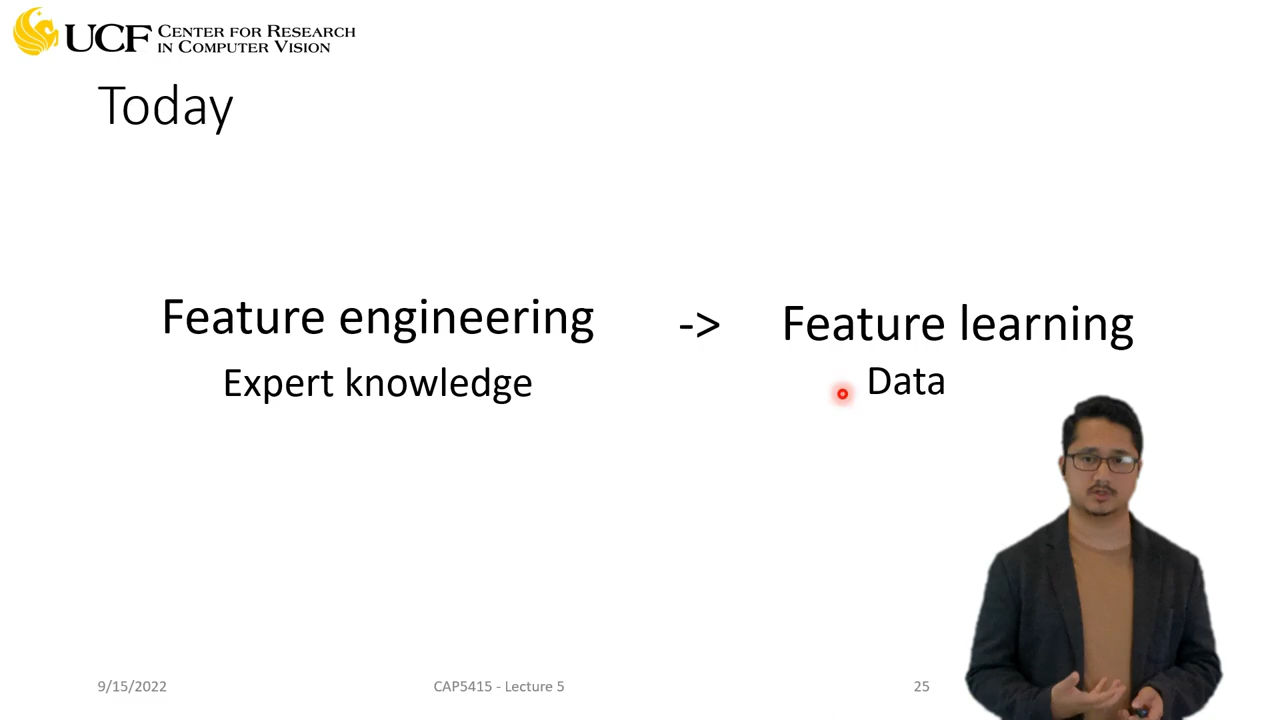 UCF CENTER FOR RESEARCH
IN COMPUTER VISION
Today
Feature engineering -> Feature learning
Expert knowledge Data
9/15/2022 CAP5415 - Lecture 5 25